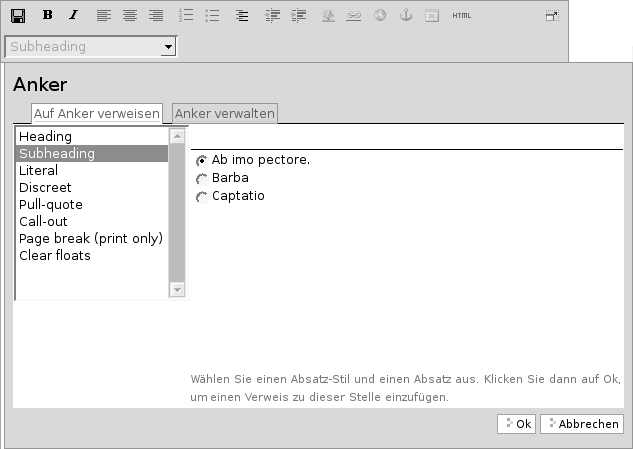 B I HTML
Subheading
Anker
Auf Anker verweisen Anker verwalten
Heading
Subheading
Literal
Discreet
Pull-quote
Call-out
Page break (print only)
Clear floats
Ab imo pectore.
Barba
Captatio
Wählen Sie einen Absatz-Stil und einen Absatz aus. Klicken Sie dann auf Ok,
um einen Verweis zu dieser Stelle einzufügen.
Ok Abbrechen